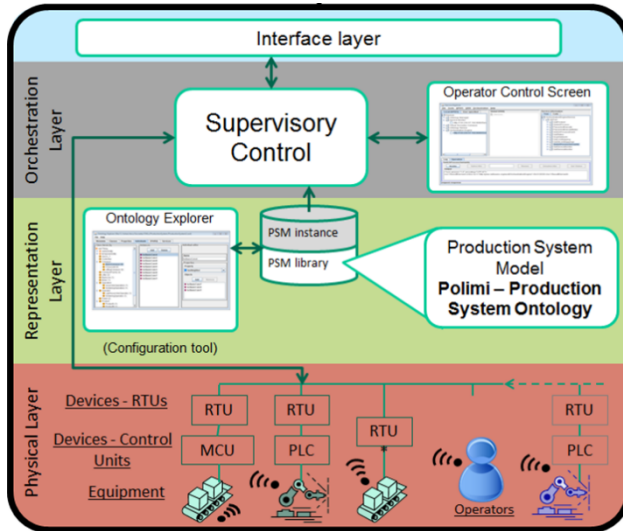 Interface layer
Orchestration
Layer
Supervisory
Control
Operator Control Screen
Representation
Layer
Ontology Explorer
(Configuration tool)
PSM instance
PSM library
Production System
Model
Polimi – Production
System Ontology
Physical Layer
Devices - RTUs
RTU
RTU
RTU
RTU
Devices - Control
Units
MCU
PLC
PLC
Equipment
Operators